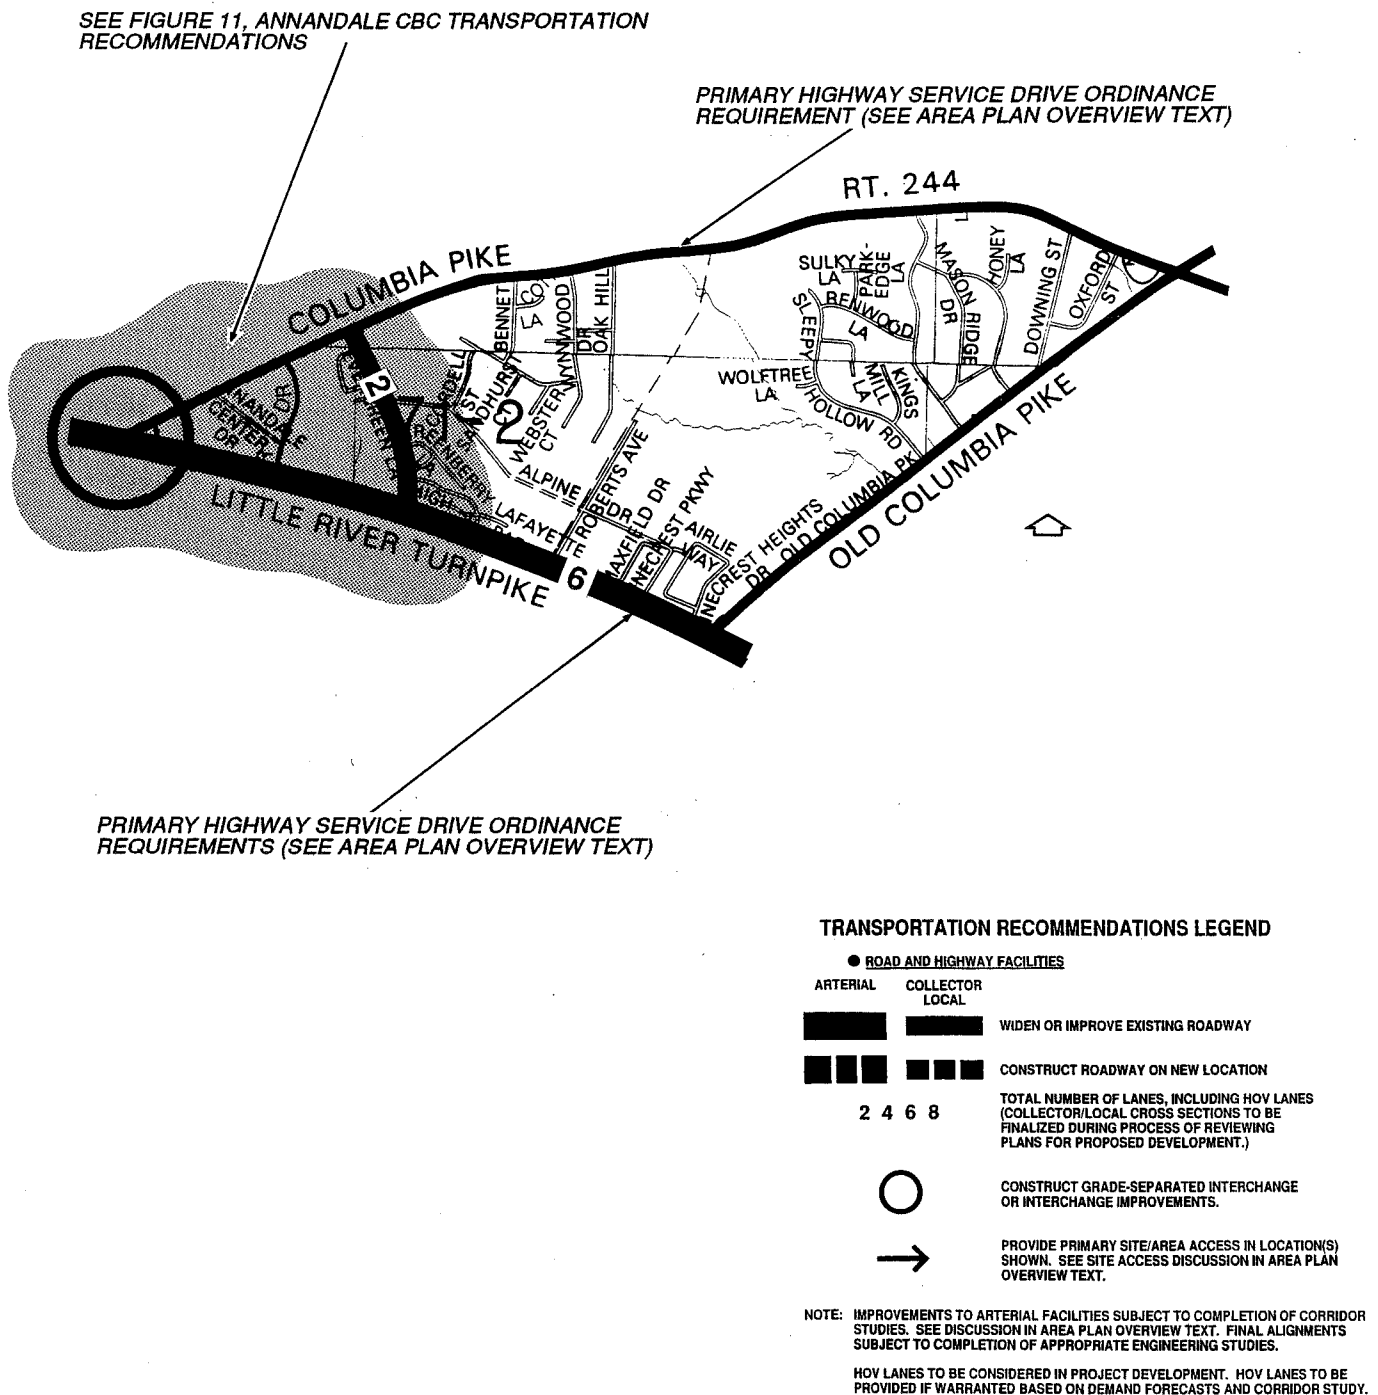 SEE FIGURE 11, ANNANDALE CBC TRANSPORTATION
RECOMMENDATIONS
PRIMARY HIGHWAY SERVICE DRIVE ORDINANCE
REQUIREMENT (SEE AREA PLAN OVERVIEW TEXT)
RT. 244
COLUMBIA PIKE
SULKY
LA
PARK-
EDGE
LA
MASON RIDGE
DR
HONEY
LA
DOWNING ST
OXFORD
ST
BENNET
LA
WYNNWOOD
DR
OAK HILL
SLEEPY
HOLLOW RD
RENWOOD
LA
2
SANDHURST
CT
2
WEBSTER
CT
WOLFTREE
LA
KINGS
MILL
LA
CENTER
DR
ALPINE
DR
ROBERTS AVE
MAXFIELD DR
NECREST PKWY
AIRLIE
WAY
LAFAYETTE
NECREST HEIGHTS
DR
OLD COLUMBIA PK
OLD COLUMBIA PIKE
LITTLE RIVER TURNPIKE
6
PRIMARY HIGHWAY SERVICE DRIVE ORDINANCE
REQUIREMENTS (SEE AREA PLAN OVERVIEW TEXT)
TRANSPORTATION RECOMMENDATIONS LEGEND
● ROAD AND HIGHWAY FACILITIES
ARTERIAL
COLLECTOR
LOCAL
WIDEN OR IMPROVE EXISTING ROADWAY
CONSTRUCT ROADWAY ON NEW LOCATION
2 4 6 8
TOTAL NUMBER OF LANES, INCLUDING HOV LANES
(COLLECTOR/LOCAL CROSS SECTIONS TO BE
FINALIZED DURING PROCESS OF REVIEWING
PLANS FOR PROPOSED DEVELOPMENT.)
CONSTRUCT GRADE-SEPARATED INTERCHANGE
OR INTERCHANGE IMPROVEMENTS.
PROVIDE PRIMARY SITE/AREA ACCESS IN LOCATION(S)
SHOWN. SEE SITE ACCESS DISCUSSION IN AREA PLAN
OVERVIEW TEXT.
NOTE: IMPROVEMENTS TO ARTERIAL FACILITIES SUBJECT TO COMPLETION OF CORRIDOR
STUDIES. SEE DISCUSSION IN AREA PLAN OVERVIEW TEXT. FINAL ALIGNMENTS
SUBJECT TO COMPLETION OF APPROPRIATE ENGINEERING STUDIES.
HOV LANES TO BE CONSIDERED IN PROJECT DEVELOPMENT. HOV LANES TO BE
PROVIDED IF WARRANTED BASED ON DEMAND FORECASTS AND CORRIDOR STUDY.